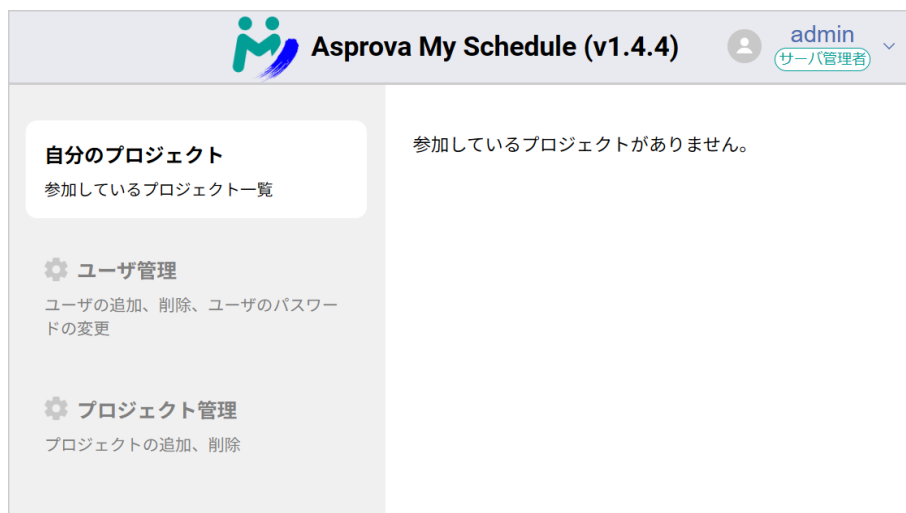 Asprova My Schedule (v1.4.4)
admin
サーバ管理者
自分のプロジェクト
参加しているプロジェクト一覧
参加しているプロジェクトがありません。
ユーザ管理
ユーザの追加、削除、ユーザのパスワー
ドの変更
プロジェクト管理
プロジェクトの追加、削除